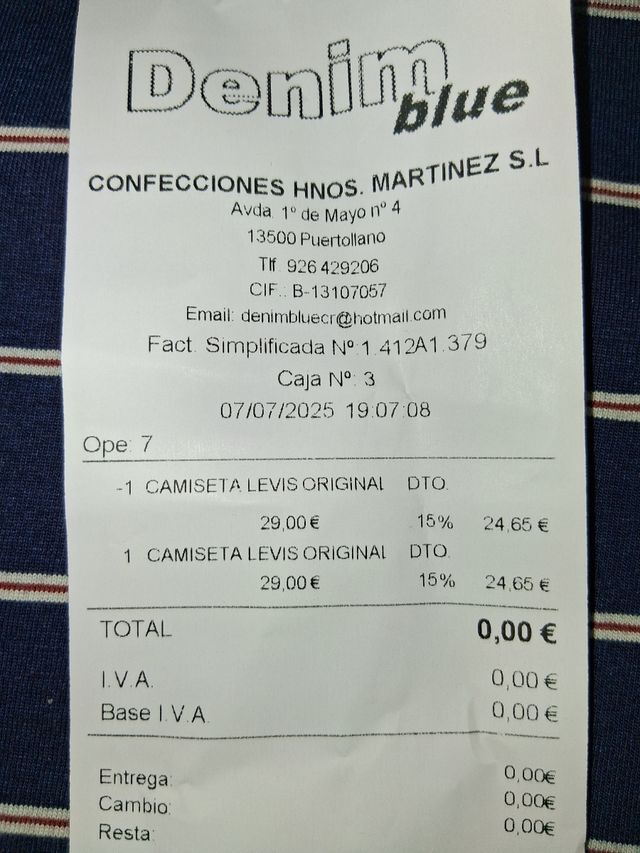 Denim
blue
CONFECCIONES HNOS. MARTINEZ S.L
Avda. 1º de Mayo nº 4
13500 Puertollano
Tlf. 926 429206
CIF.: B-13107057
Email: denimbluecr@hotmail.com
Fact. Simplificada Nº: 1.412A1.379
Caja Nº: 3
07/07/2025 19:07:08
Ope: 7
-1 CAMISETA LEVIS ORIGINAL DTO.
29,00 € 15% 24,65 €
1 CAMISETA LEVIS ORIGINAL DTO.
29,00 € 15% 24,65 €
TOTAL 0,00 €
I.V.A. 0,00 €
Base I.V.A. 0,00 €
Entrega: 0,00€
Cambio: 0,00€
Resta: 0,00€